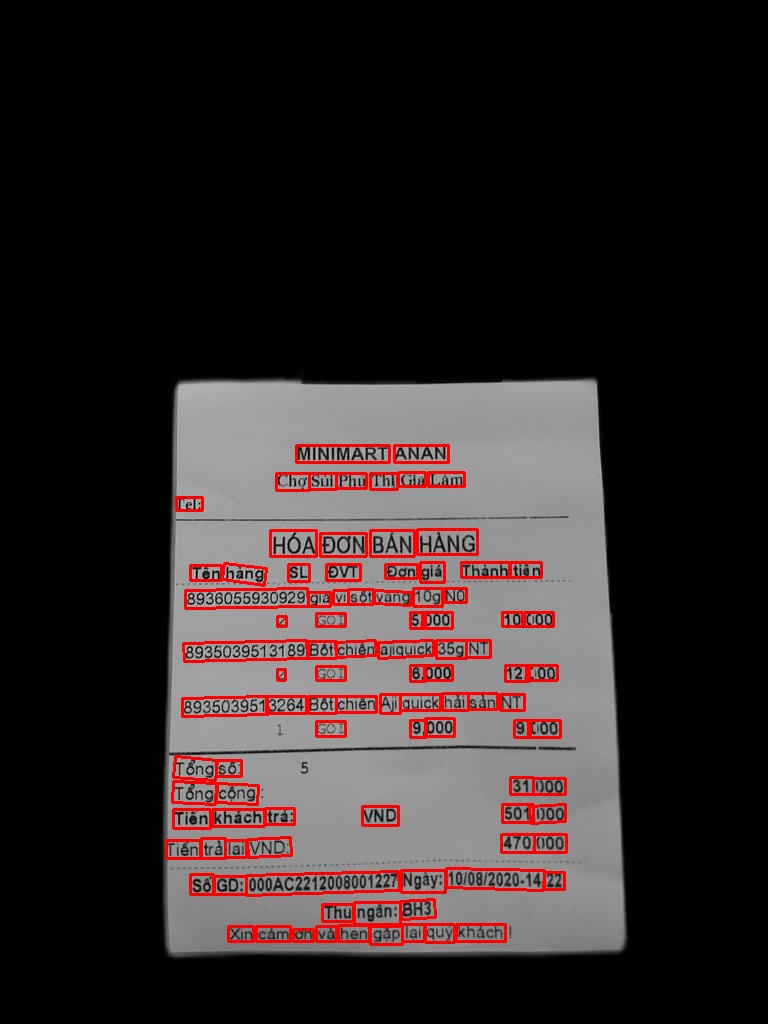 MINIMART ANAN
Chợ Sủi Phú Thị Gia Lâm
Tel:
HÓA ĐƠN BÁN HÀNG
Tên hàng SL ĐVT Đơn giá Thành tiền
8936055930929 gia vi sốt vang 10g N0
2 GOI 5,000 10,000
8935039513189 Bột chiên ajiquick 35g NT
2 GOI 6,000 12,000
8935039513264 Bột chiên Aji quick hải sản NT
1 GOI 9,000 9,000
Tổng số: 5
Tổng cộng: 31,000
Tiền khách trả: VND 501,000
Tiền trả lại VND: 470,000
Số GD: 000AC2212008001227 Ngày: 10/08/2020-14:22
Thu ngân: BH3
Xin cám ơn và hẹn gặp lại quý khách !